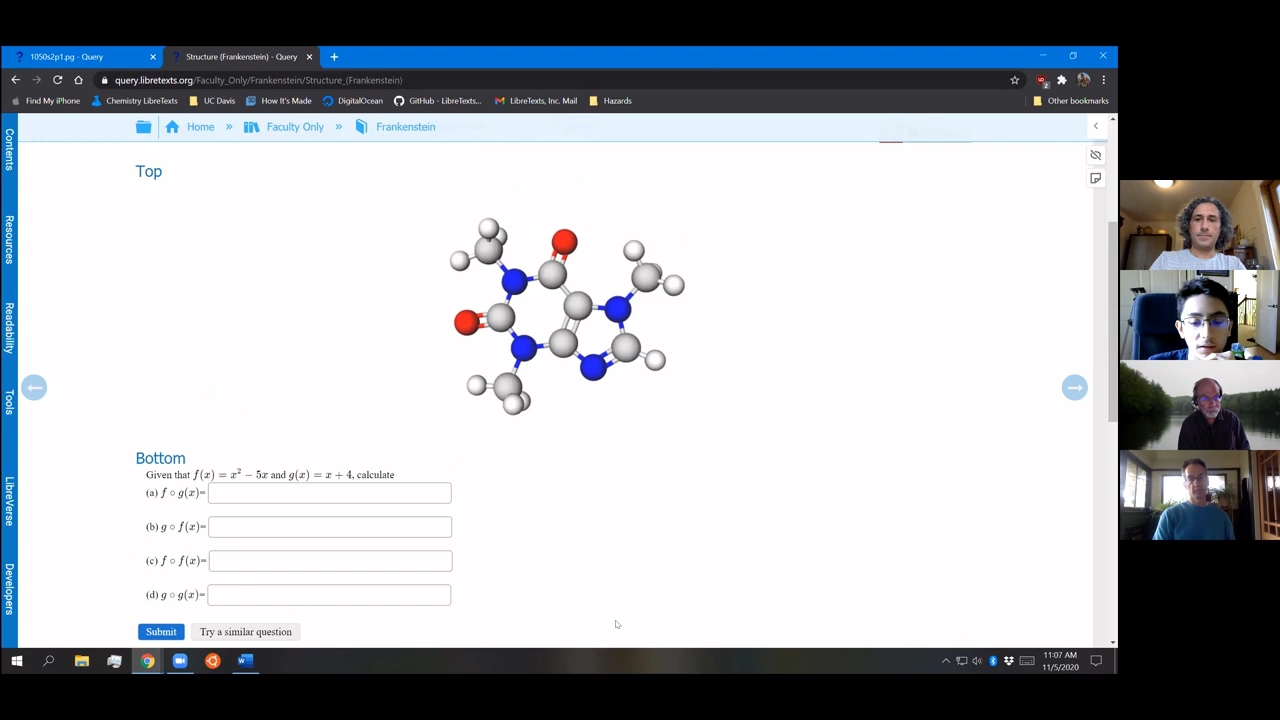 1050s2p1.pg - Query
Structure (Frankenstein) - Query
query.libretexts.org/Faculty_Only/Frankenstein/Structure_(Frankenstein)
Find My iPhone
Chemistry LibreTexts
UC Davis
How It's Made
DigitalOcean
GitHub - LibreTexts...
LibreTexts, Inc. Mail
Hazards
Other bookmarks
Home » Faculty Only » Frankenstein
Contents
Resources
Readability
Tools
LibreVerse
Developers
Top
Bottom
Given that f(x) = x² − 5x and g(x) = x + 4, calculate
(a) f ∘ g(x)=
(b) g ∘ f(x)=
(c) f ∘ f(x)=
(d) g ∘ g(x)=
Submit
Try a similar question
11:07 AM
11/5/2020